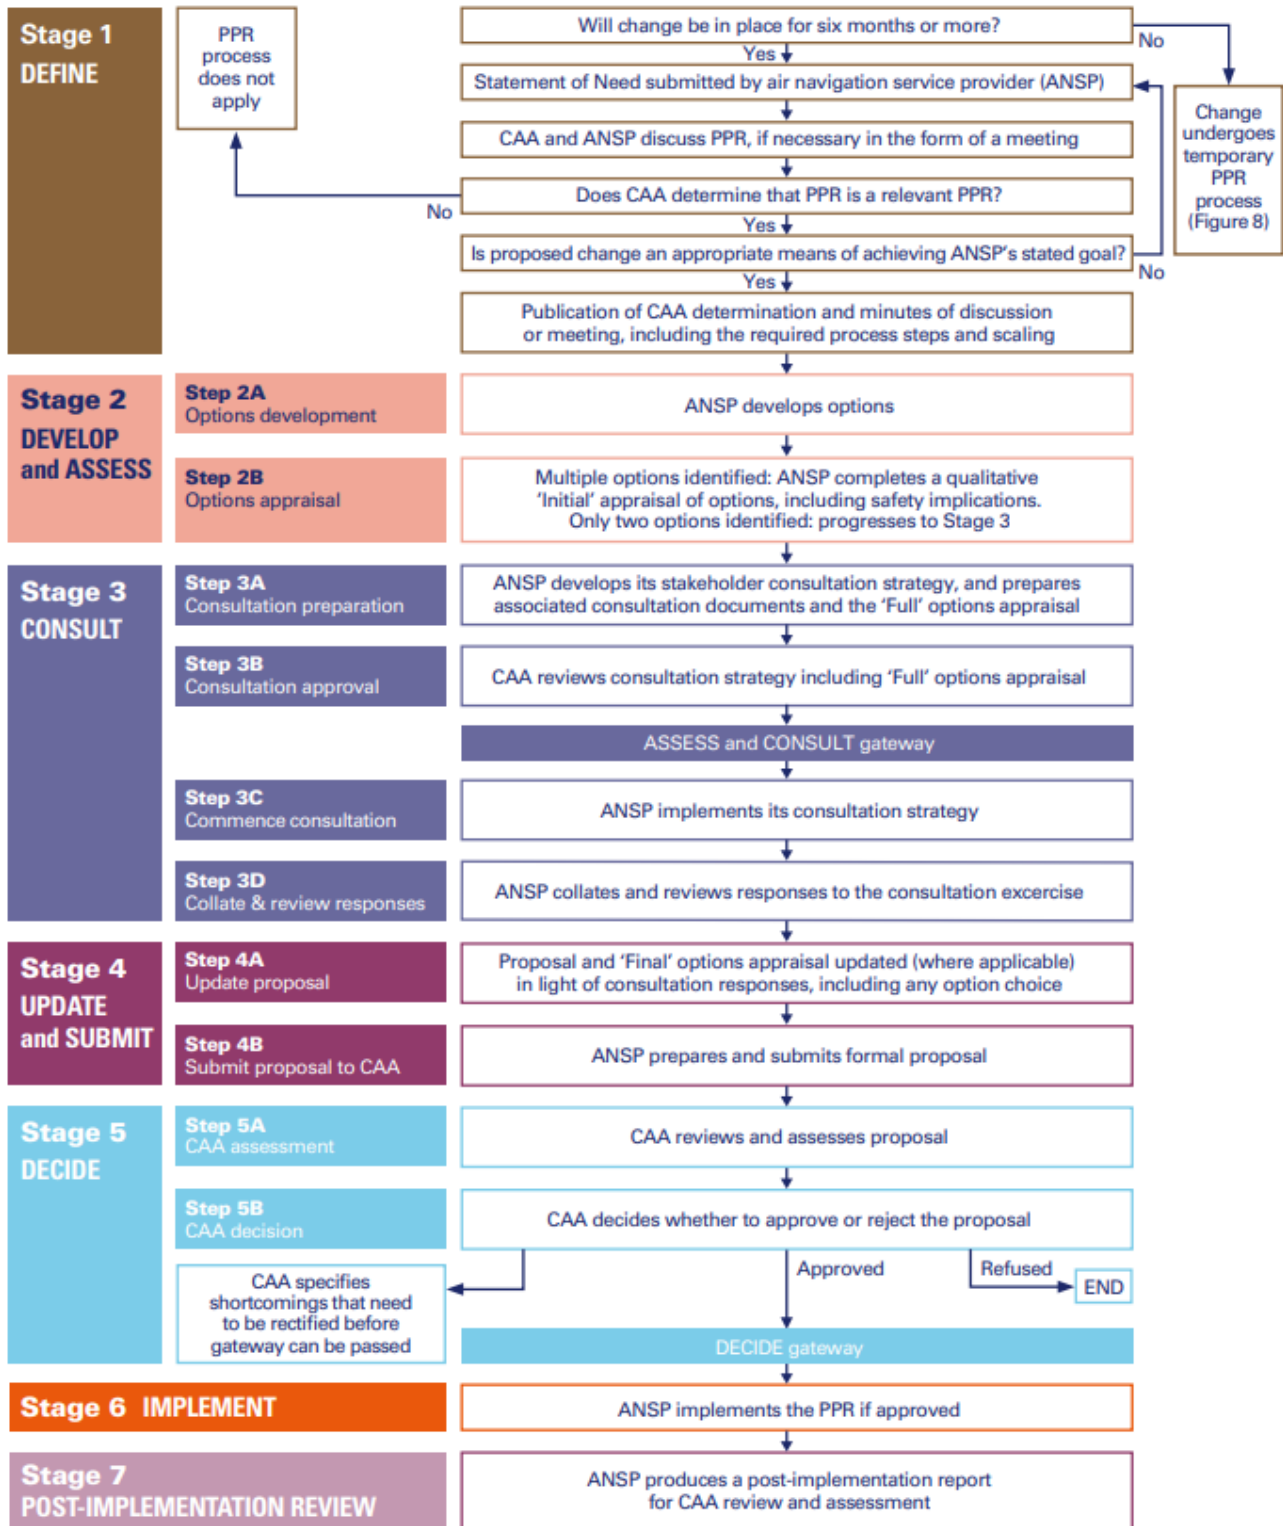 Stage 1
DEFINE
PPR
process
does not
apply
Will change be in place for six months or more?
No
Yes
Statement of Need submitted by air navigation service provider (ANSP)
CAA and ANSP discuss PPR, if necessary in the form of a meeting
Does CAA determine that PPR is a relevant PPR?
No
Yes
Is proposed change an appropriate means of achieving ANSP's stated goal?
No
Yes
Change
undergoes
temporary
PPR
process
(Figure 8)
Publication of CAA determination and minutes of discussion
or meeting, including the required process steps and scaling
Stage 2
DEVELOP
and ASSESS
Step 2A
Options development
ANSP develops options
Step 2B
Options appraisal
Multiple options identified: ANSP completes a qualitative
'Initial' appraisal of options, including safety implications.
Only two options identified: progresses to Stage 3
Stage 3
CONSULT
Step 3A
Consultation preparation
ANSP develops its stakeholder consultation strategy, and prepares
associated consultation documents and the 'Full' options appraisal
Step 3B
Consultation approval
CAA reviews consultation strategy including 'Full' options appraisal
ASSESS and CONSULT gateway
Step 3C
Commence consultation
ANSP implements its consultation strategy
Step 3D
Collate & review responses
ANSP collates and reviews responses to the consultation excercise
Stage 4
UPDATE
and SUBMIT
Step 4A
Update proposal
Proposal and 'Final' options appraisal updated (where applicable)
in light of consultation responses, including any option choice
Step 4B
Submit proposal to CAA
ANSP prepares and submits formal proposal
Stage 5
DECIDE
Step 5A
CAA assessment
CAA reviews and assesses proposal
Step 5B
CAA decision
CAA decides whether to approve or reject the proposal
CAA specifies
shortcomings that need
to be rectified before
gateway can be passed
Approved
Refused
END
DECIDE gateway
Stage 6 IMPLEMENT
ANSP implements the PPR if approved
Stage 7
POST-IMPLEMENTATION REVIEW
ANSP produces a post-implementation report
for CAA review and assessment